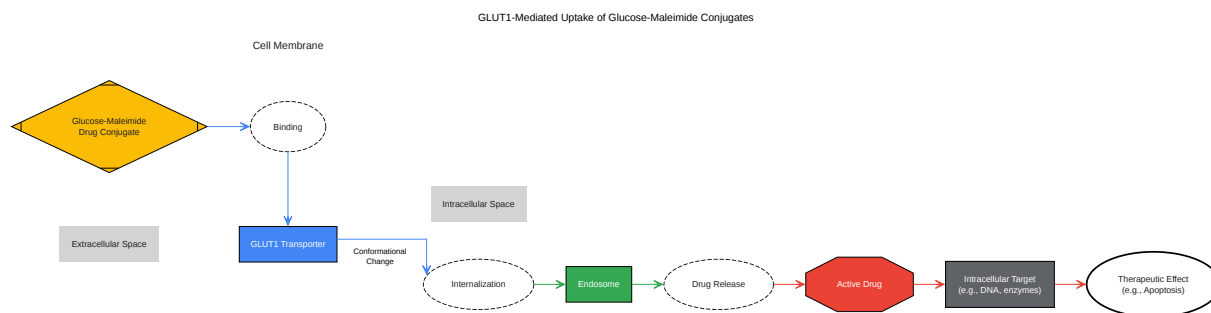 GLUT1-Mediated Uptake of Glucose-Maleimide Conjugates
Cell Membrane
Glucose-Maleimide
Drug Conjugate
Binding
Intracellular Space
Extracellular Space
GLUT1 Transporter
Conformational
Change
Internalization
Endosome
Drug Release
Active Drug
Intracellular Target
(e.g., DNA, enzymes)
Therapeutic Effect
(e.g., Apoptosis)